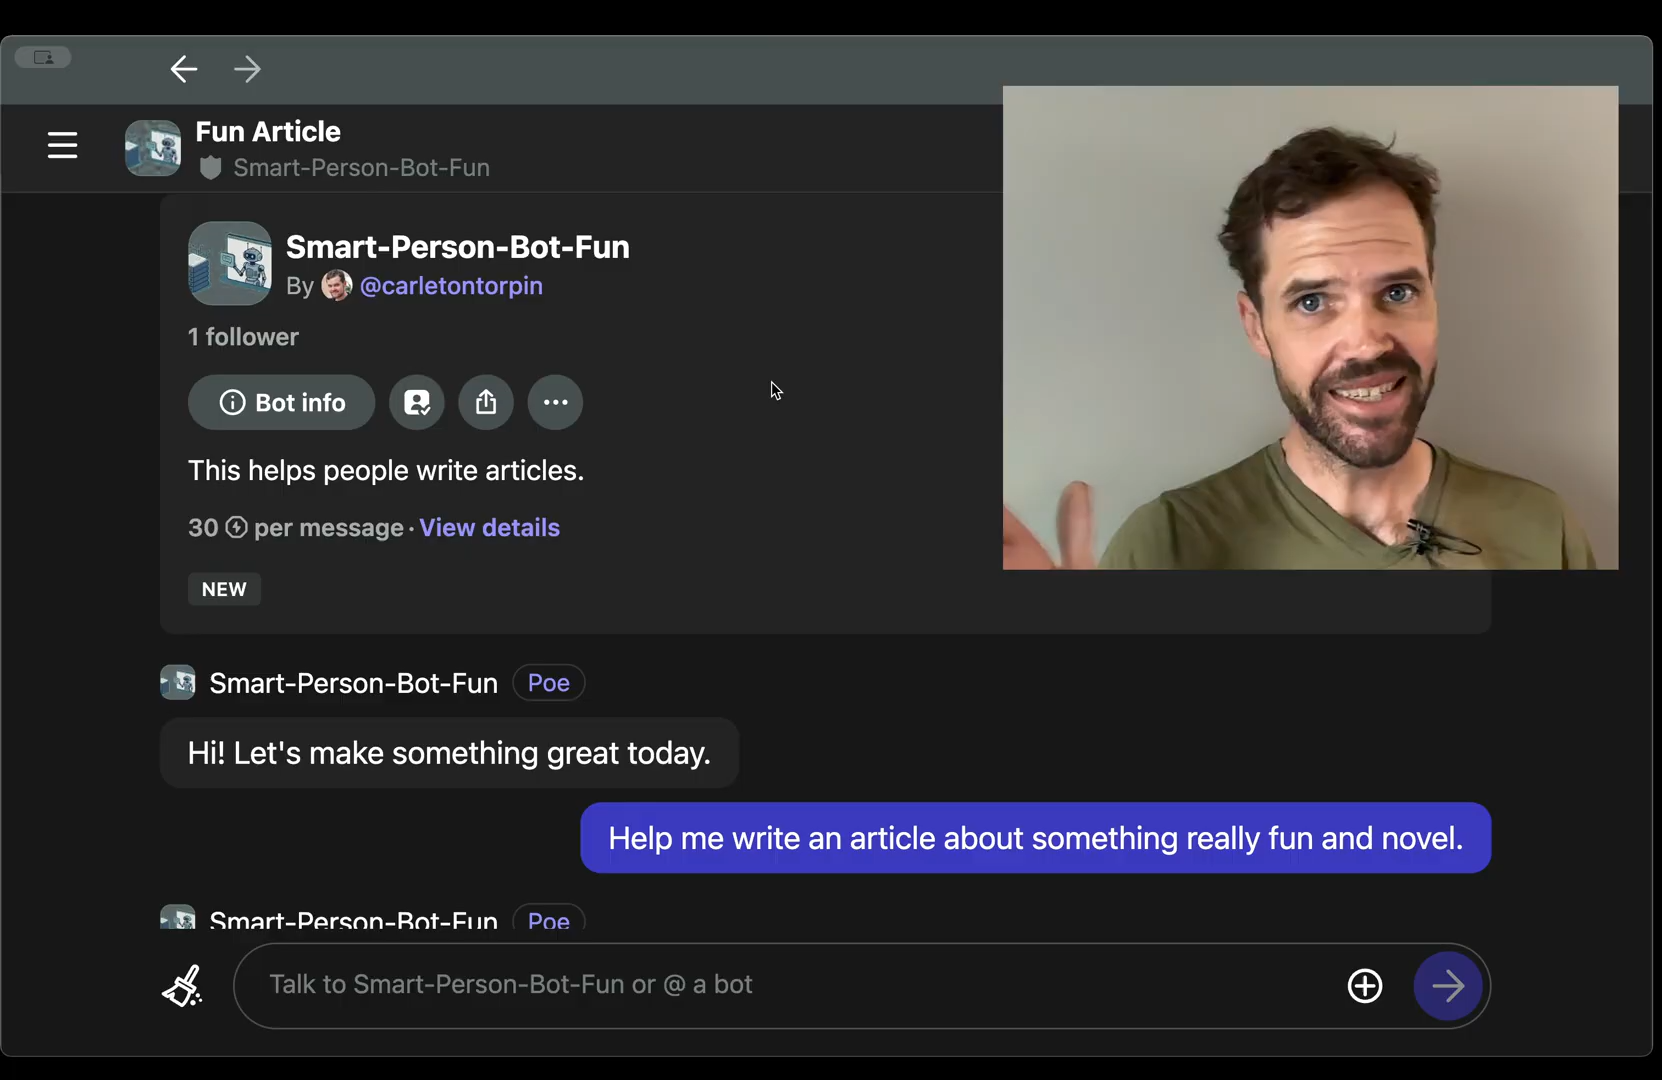 Fun Article
Smart-Person-Bot-Fun
Smart-Person-Bot-Fun
By @carletontorpin
1 follower
Bot info
This helps people write articles.
30 per message · View details
NEW
Smart-Person-Bot-Fun Poe
Hi! Let's make something great today.
Help me write an article about something really fun and novel.
Smart-Person-Bot-Fun Poe
Talk to Smart-Person-Bot-Fun or @ a bot